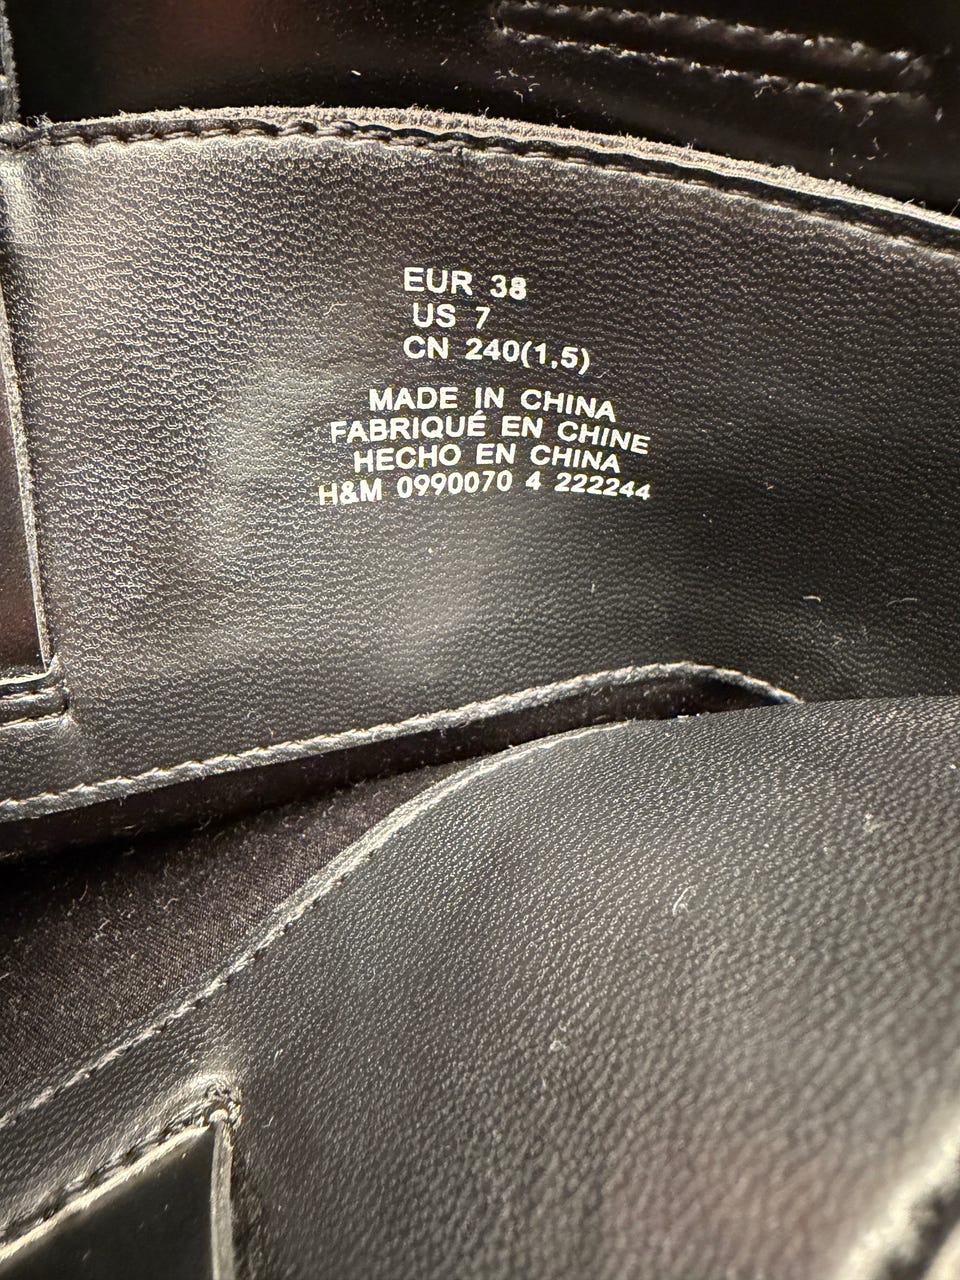 EUR 38
US 7
CN 240(1,5)
MADE IN CHINA
FABRIQUÉ EN CHINE
HECHO EN CHINA
H&M 0990070 4 222244